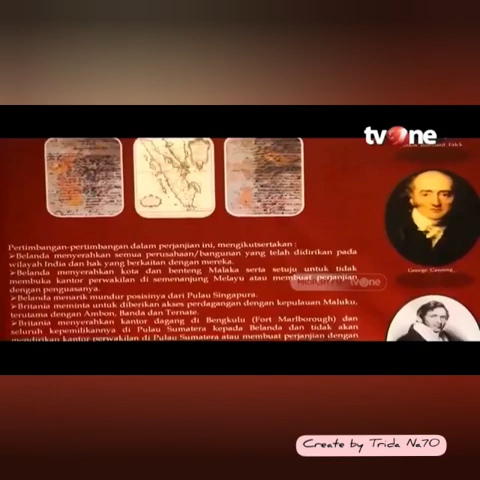 tvOne
Pertimbangan-pertimbangan dalam perjanjian ini, mengikutsertakan :
➢Belanda menyerahkan semua perusahaan/bangunan yang telah didirikan pada
wilayah India dan hak yang berkaitan dengan mereka.
➢Belanda menyerahkan kota dan benteng Malaka serta setuju untuk tidak
membuka kantor perwakilan di semenanjung Melayu atau membuat perjanjian
dengan penguasanya.
tvOne
➢Belanda menarik mundur posisinya dari Pulau Singapura.
➢Britania meminta untuk diberikan akses perdagangan dengan kepulauan Maluku,
terutama dengan Ambon, Banda dan Ternate.
➢Britania menyerahkan kantor dagang di Bengkulu (Fort Marlborough) dan
seluruh kepemilikannya di Pulau Sumatera kepada Belanda dan tidak akan
mendirikan kantor perwakilan di Pulau Sumatera atau membuat perjanjian dengan
Falck
George Canning
Create by Trida Na70